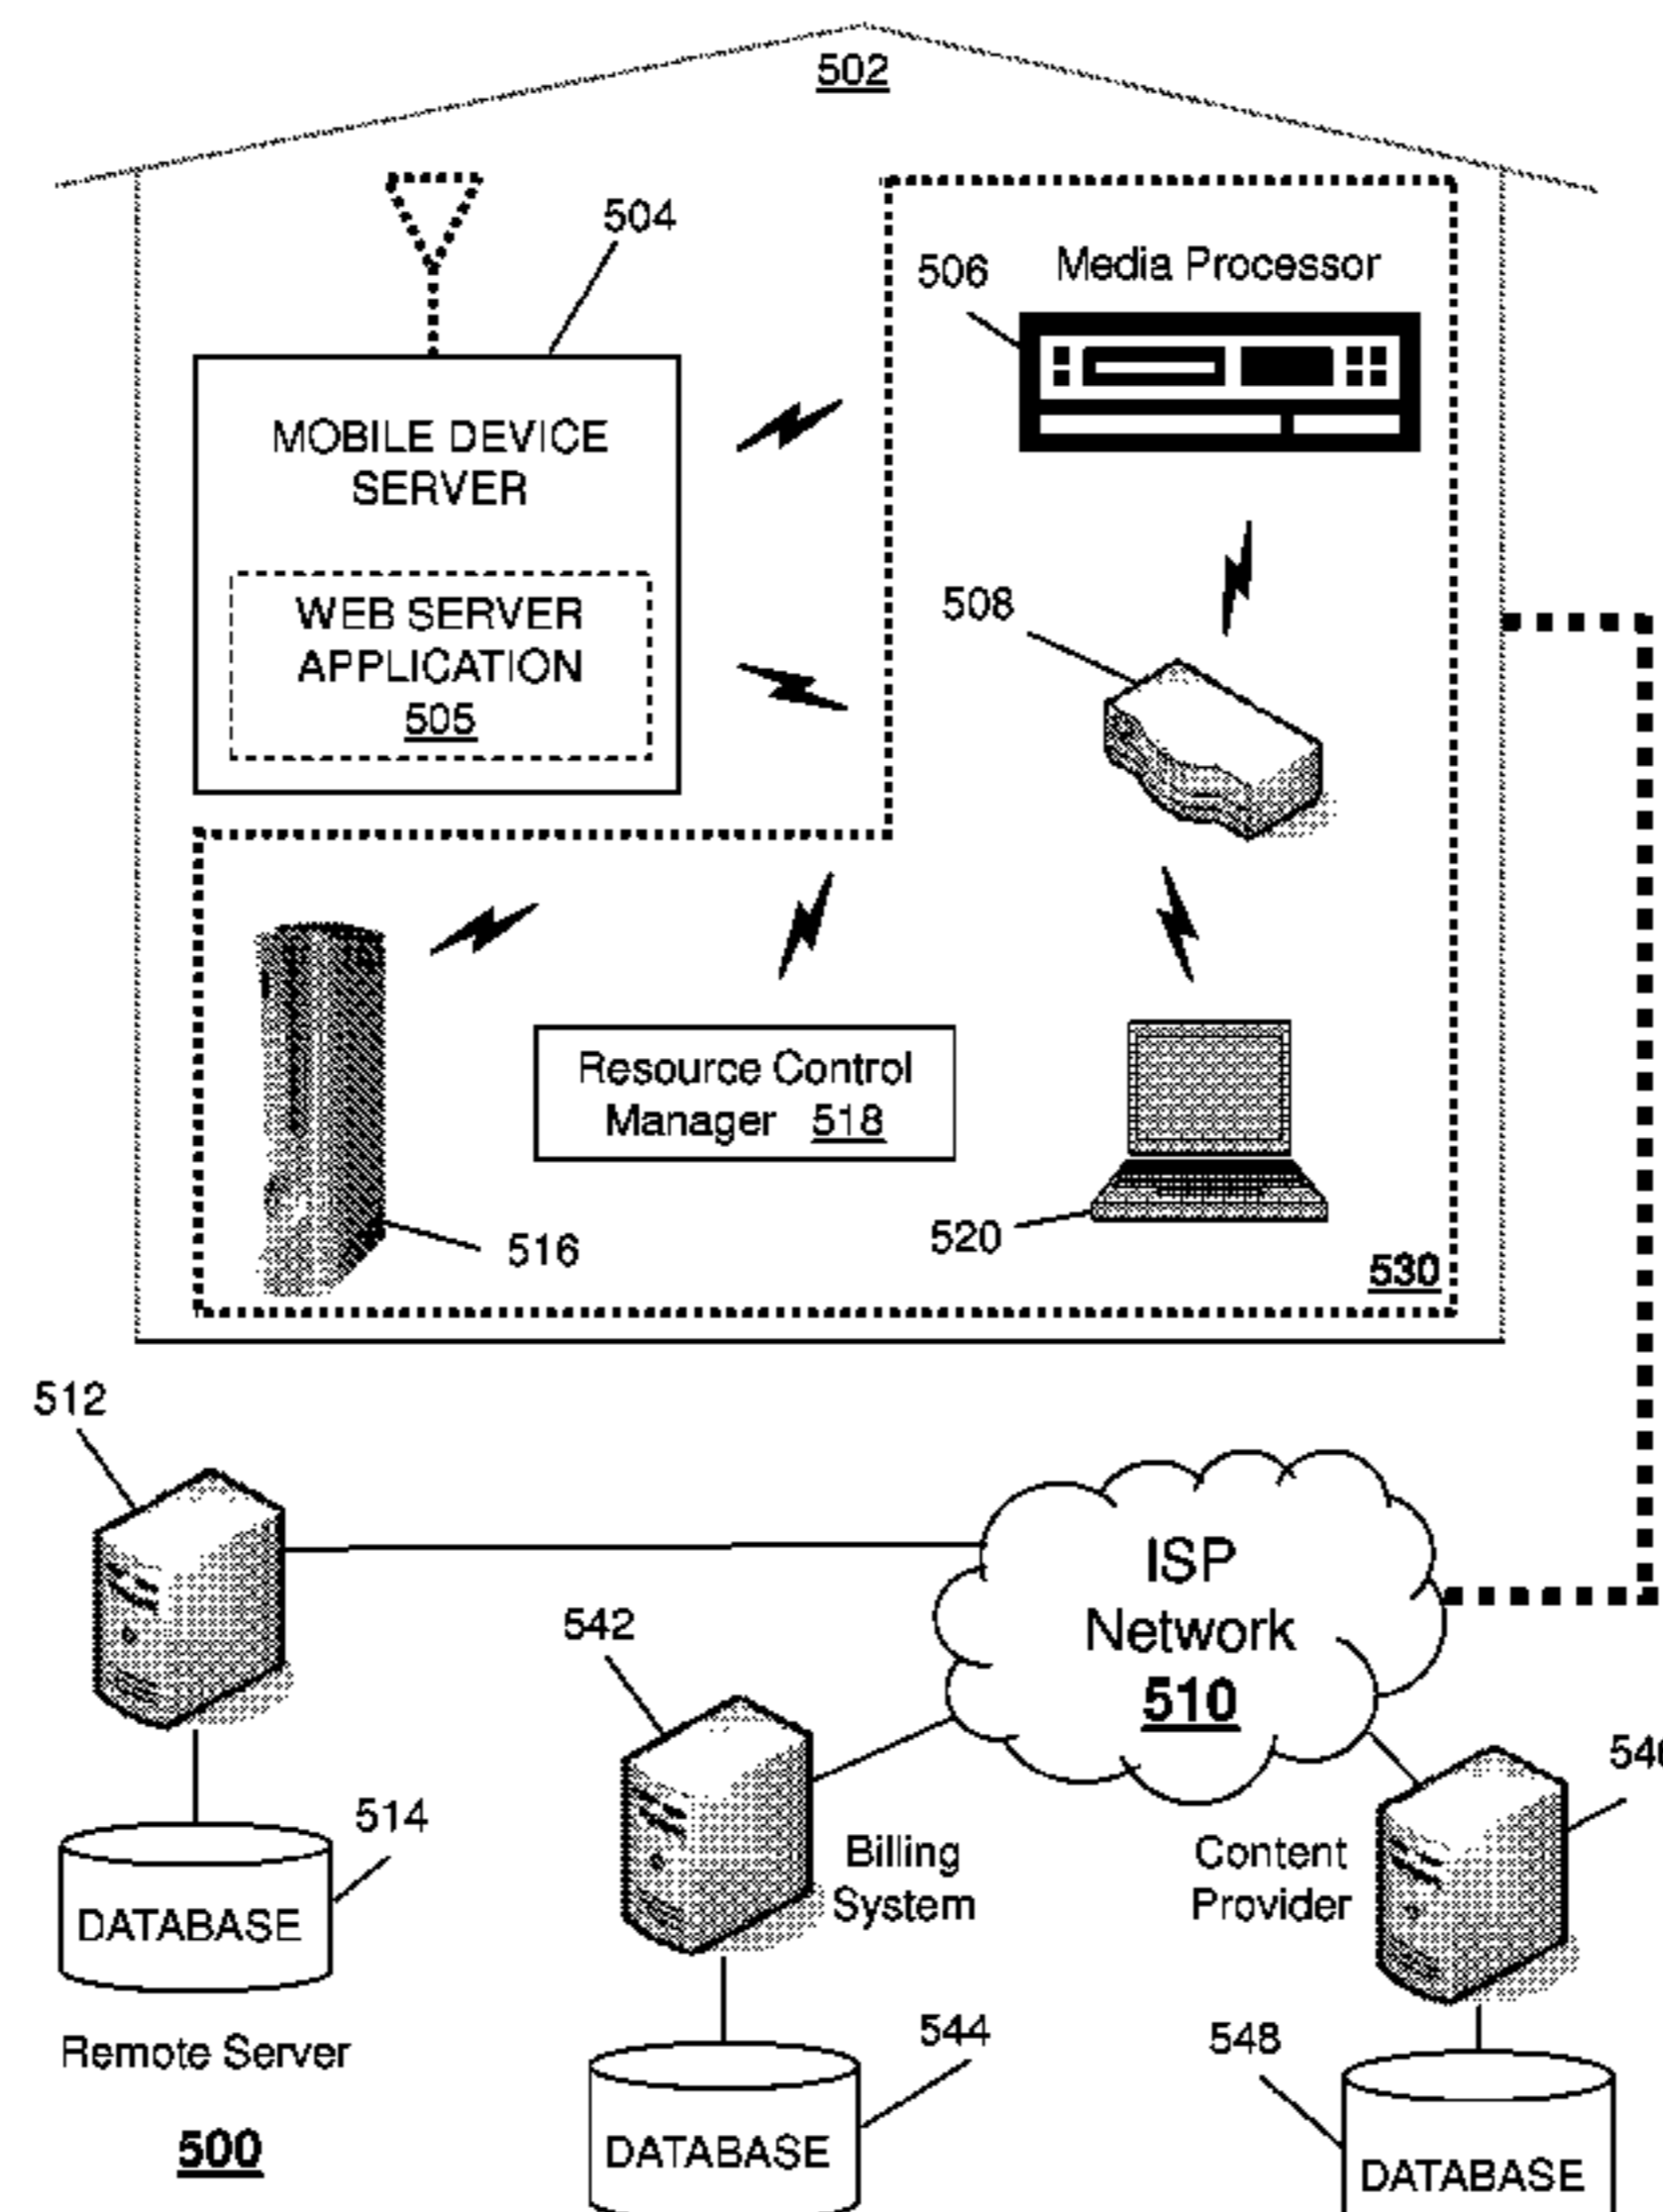 502
504
506 Media Processor
MOBILE DEVICE
SERVER
508
WEB SERVER
APPLICATION
505
Resource Control
Manager 518
516
520
530
512
ISP
Network
510
542
514
Billing
System
Content
Provider
DATABASE
Remote Server
544
548
500
DATABASE
DATABASE